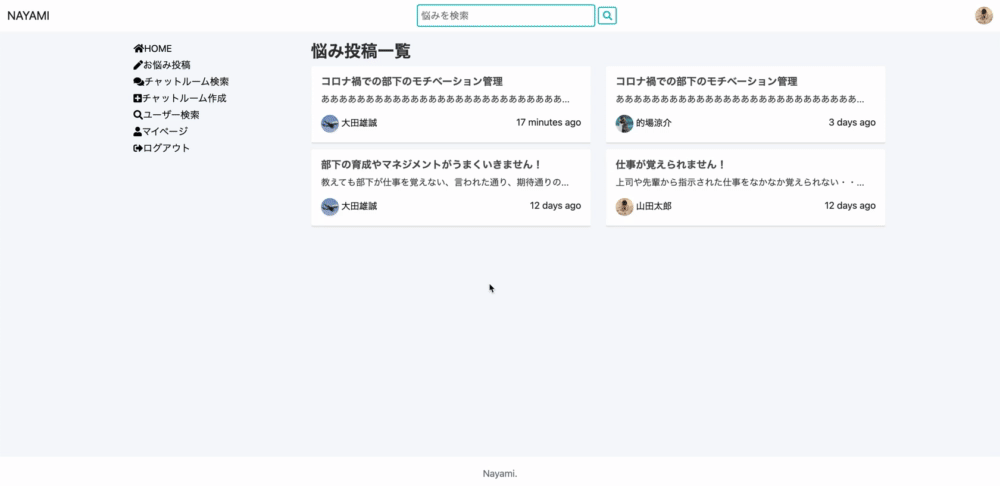 NAYAMI
悩みを検索
HOME
お悩み投稿
チャットルーム検索
チャットルーム作成
ユーザー検索
マイページ
ログアウト
悩み投稿一覧
コロナ禍での部下のモチベーション管理
ああああああああああああああああああああああああああ...
大田雄誠 17 minutes ago
コロナ禍での部下のモチベーション管理
ああああああああああああああああああああああああああ...
的場涼介 3 days ago
部下の育成やマネジメントがうまくいきません！
教えても部下が仕事を覚えない、言われた通り、期待通りの...
大田雄誠 12 days ago
仕事が覚えられません！
上司や先輩から指示された仕事をなかなか覚えられない・・...
山田太郎 12 days ago
Nayami.